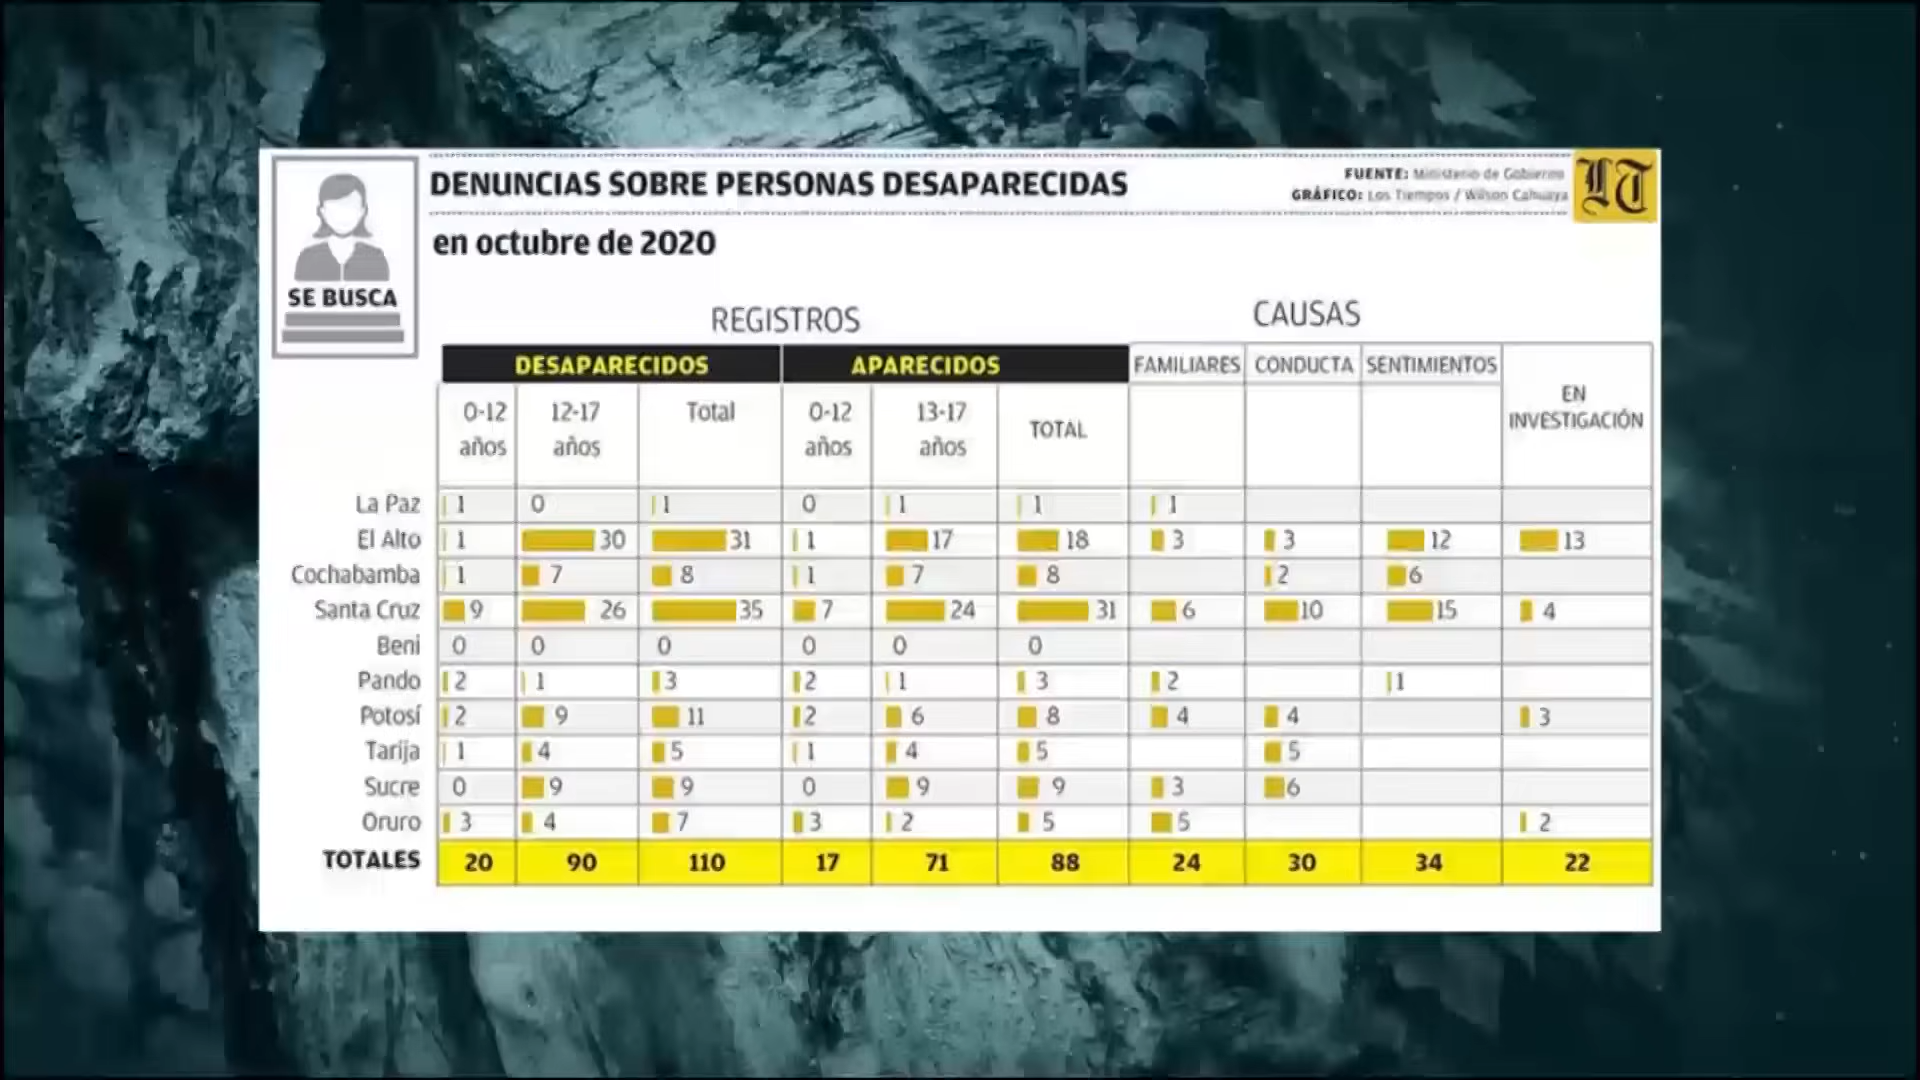 DENUNCIAS SOBRE PERSONAS DESAPARECIDAS
FUENTE: Ministerio de Gobierno
GRÁFICO: Los Tiempos / Wilson Cahuaya
LT
en octubre de 2020
SE BUSCA
REGISTROS CAUSAS
DESAPARECIDOS APARECIDOS FAMILIARES CONDUCTA SENTIMIENTOS EN INVESTIGACIÓN
0-12 años 12-17 años Total 0-12 años 13-17 años TOTAL
La Paz 1 0 1 0 1 1 1
El Alto 1 30 31 1 17 18 3 3 12 13
Cochabamba 1 7 8 1 7 8 2 6
Santa Cruz 9 26 35 7 24 31 6 10 15 4
Beni 0 0 0 0 0 0
Pando 2 1 3 2 1 3 2 1
Potosí 2 9 11 2 6 8 4 4 3
Tarija 1 4 5 1 4 5 5
Sucre 0 9 9 0 9 9 3 6
Oruro 3 4 7 3 2 5 5 2
TOTALES 20 90 110 17 71 88 24 30 34 22